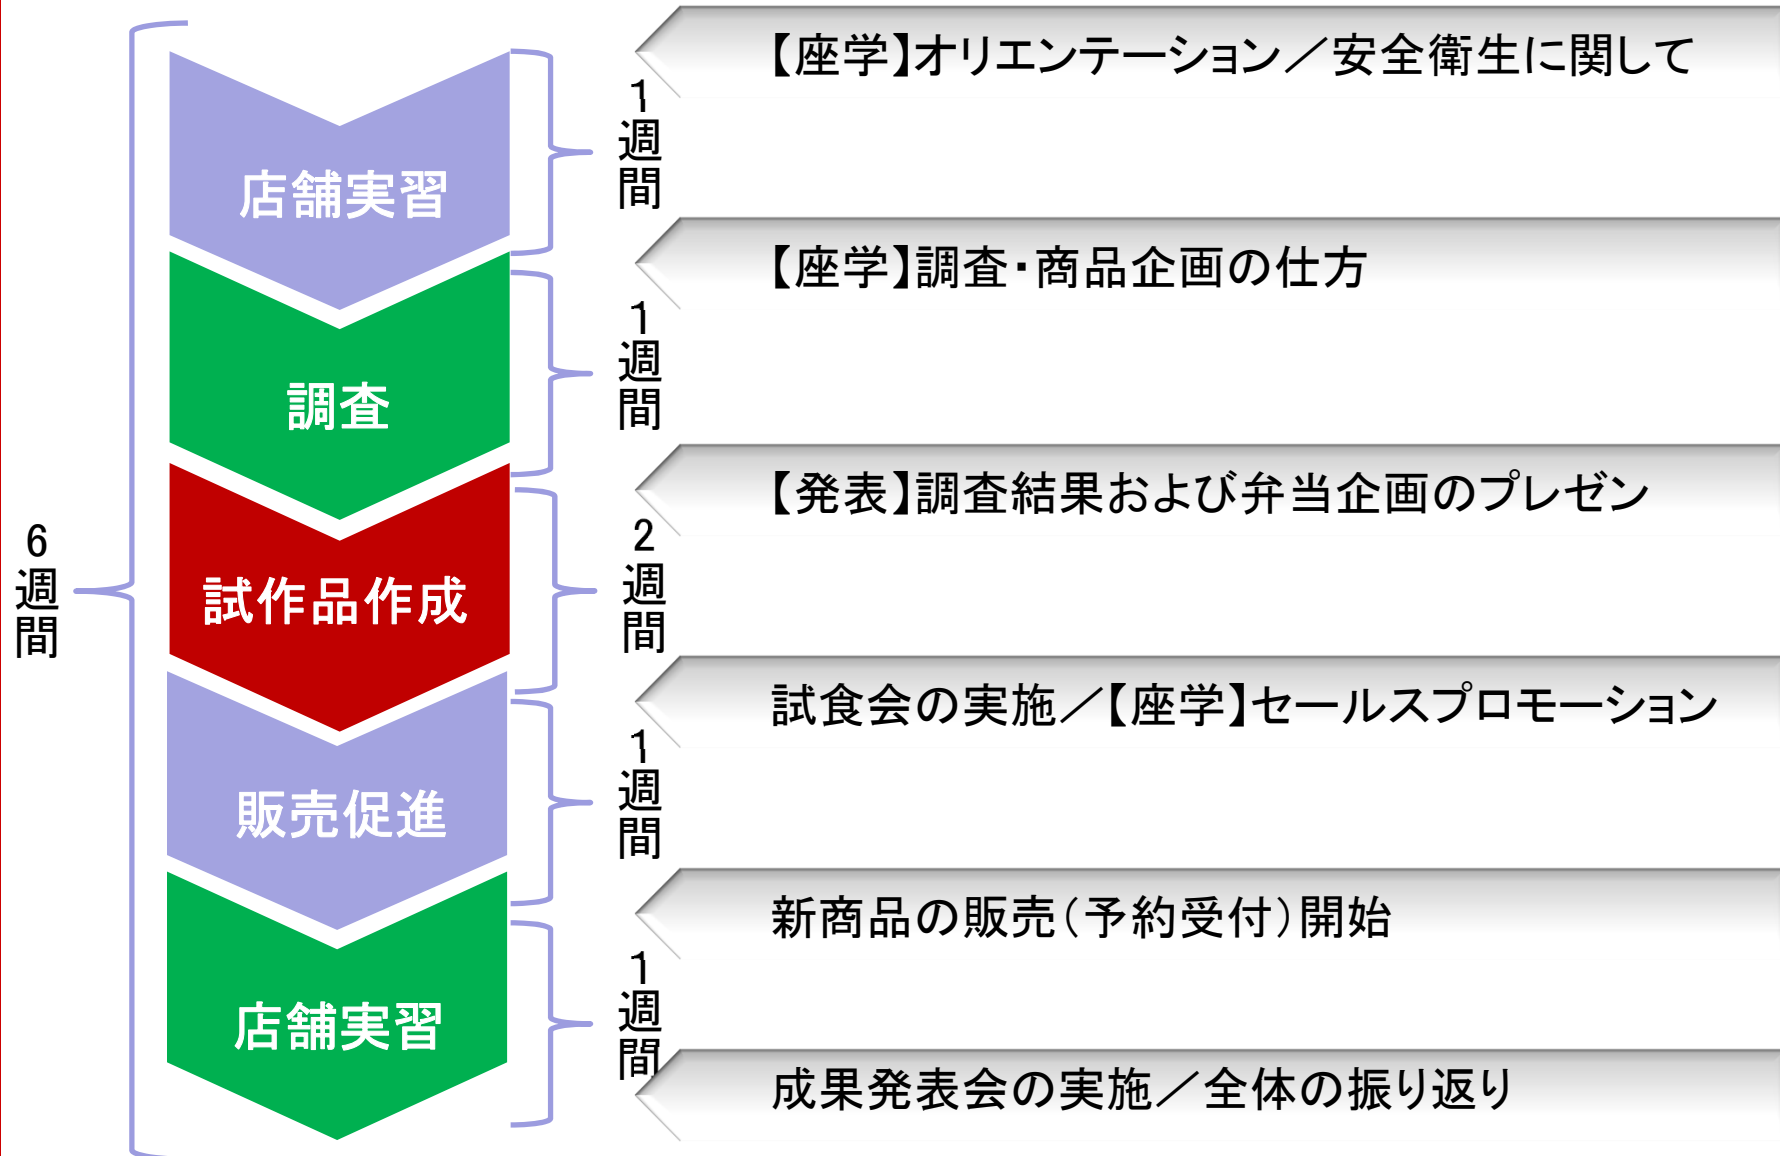 【座学】オリエンテーション／安全衛生に関して
店舗実習
1週間
【座学】調査・商品企画の仕方
調査
1週間
【発表】調査結果および弁当企画のプレゼン
6週間
試作品作成
2週間
試食会の実施／【座学】セールスプロモーション
販売促進
1週間
新商品の販売（予約受付）開始
店舗実習
1週間
成果発表会の実施／全体の振り返り